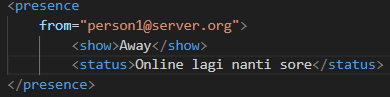 <presence
from="person1@server.org">
<show>Away</show>
<status>Online lagi nanti sore</status>
</presence>